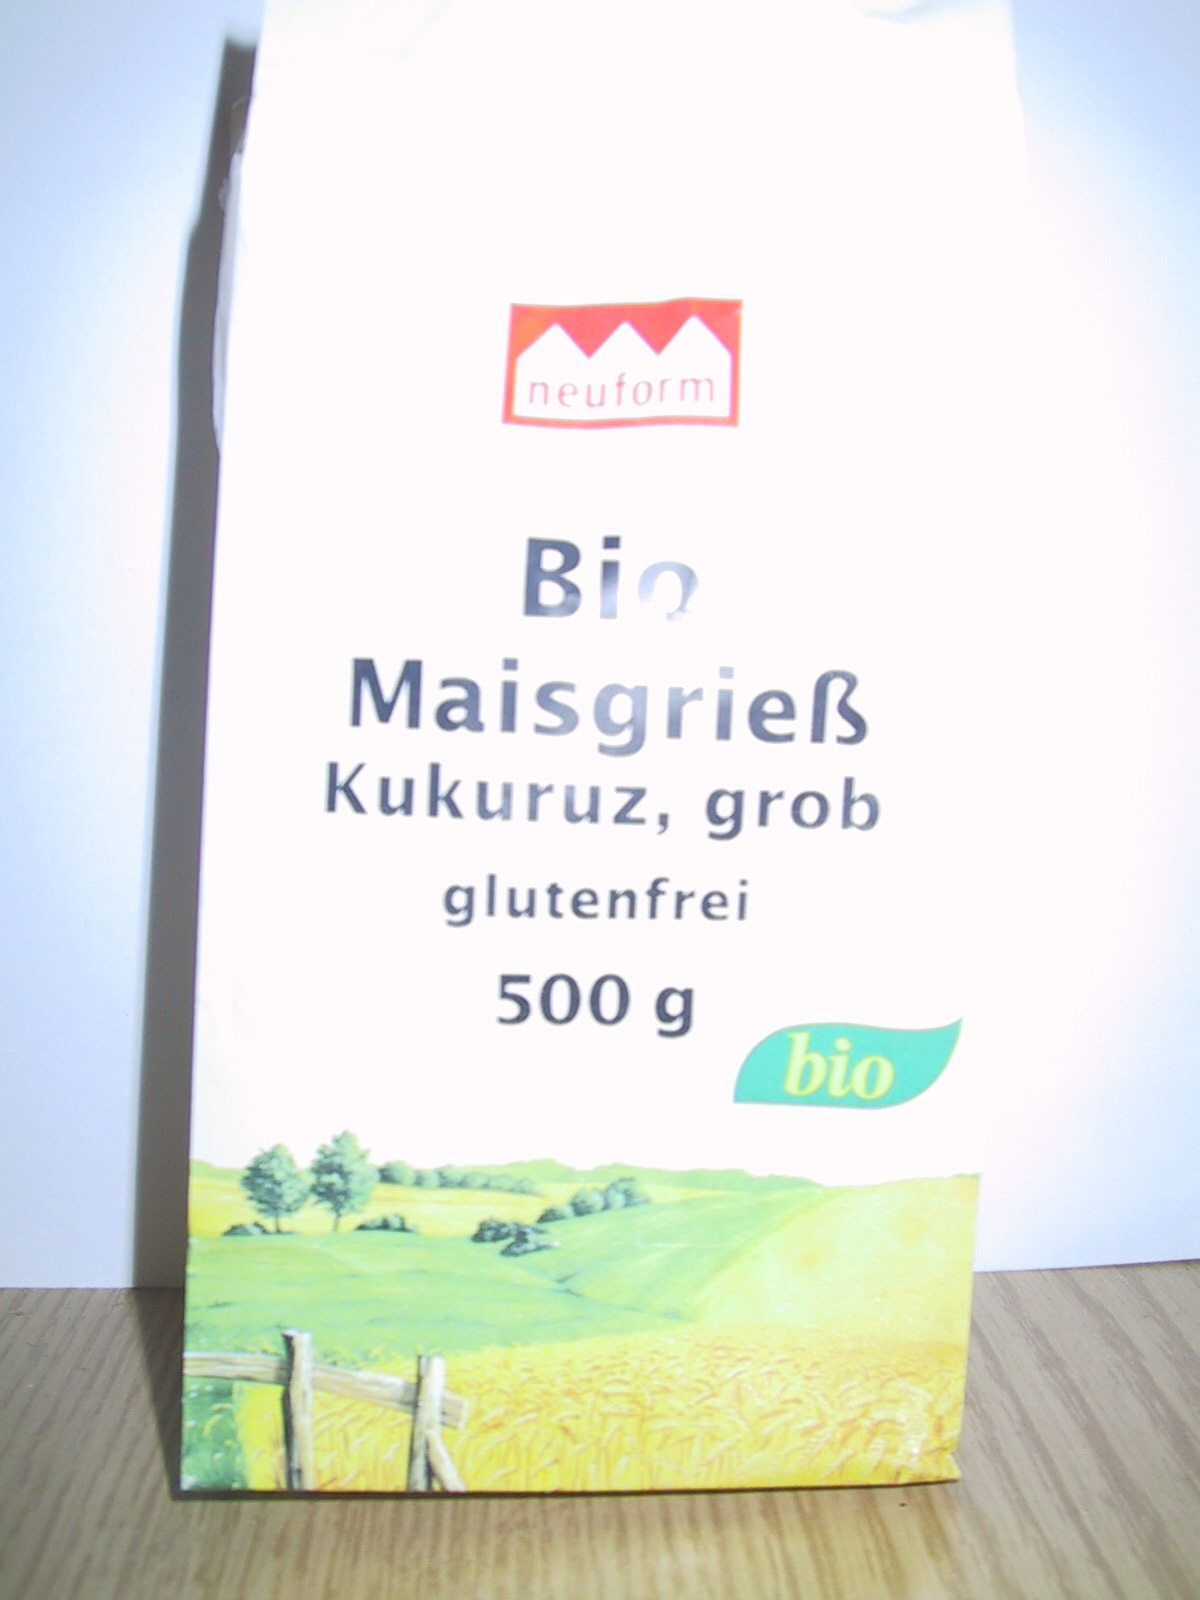 neuform
Bio
Maisgrieß
Kukuruz, grob
glutenfrei
500 g
bio